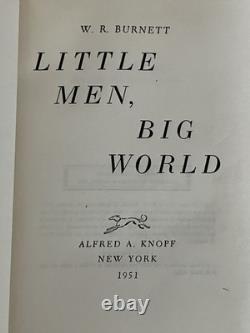 W. R. BURNETT
LITTLE
MEN,
BIG
WORLD
ALFRED A. KNOPF
NEW YORK
1951